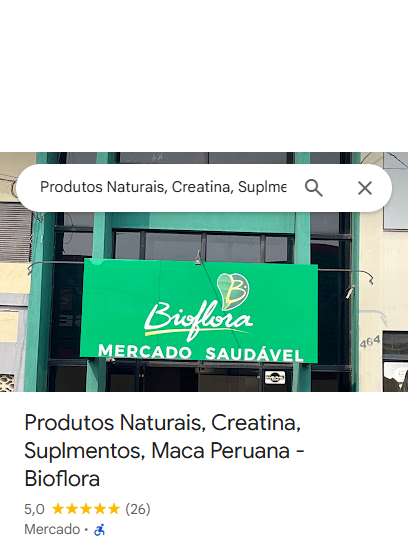 Produtos Naturais, Creatina, Suplme
B
Bioflora
MERCADO SAUDÁVEL
464
Produtos Naturais, Creatina,
Suplmentos, Maca Peruana -
Bioflora
5,0 ★★★★★ (26)
Mercado •